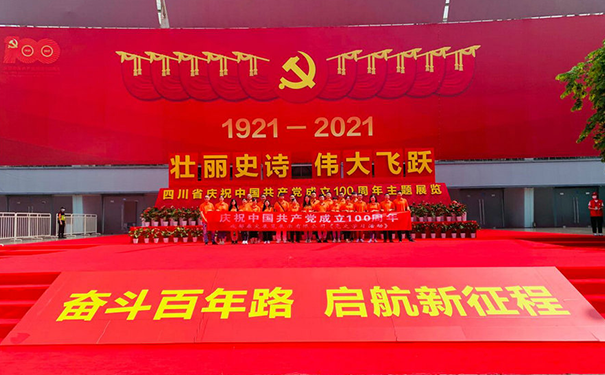 100
1921—2021
壮丽史诗 伟大飞跃
四川省庆祝中国共产党成立100周年主题展览
庆祝中国共产党成立100周年
奋斗百年路 启航新征程